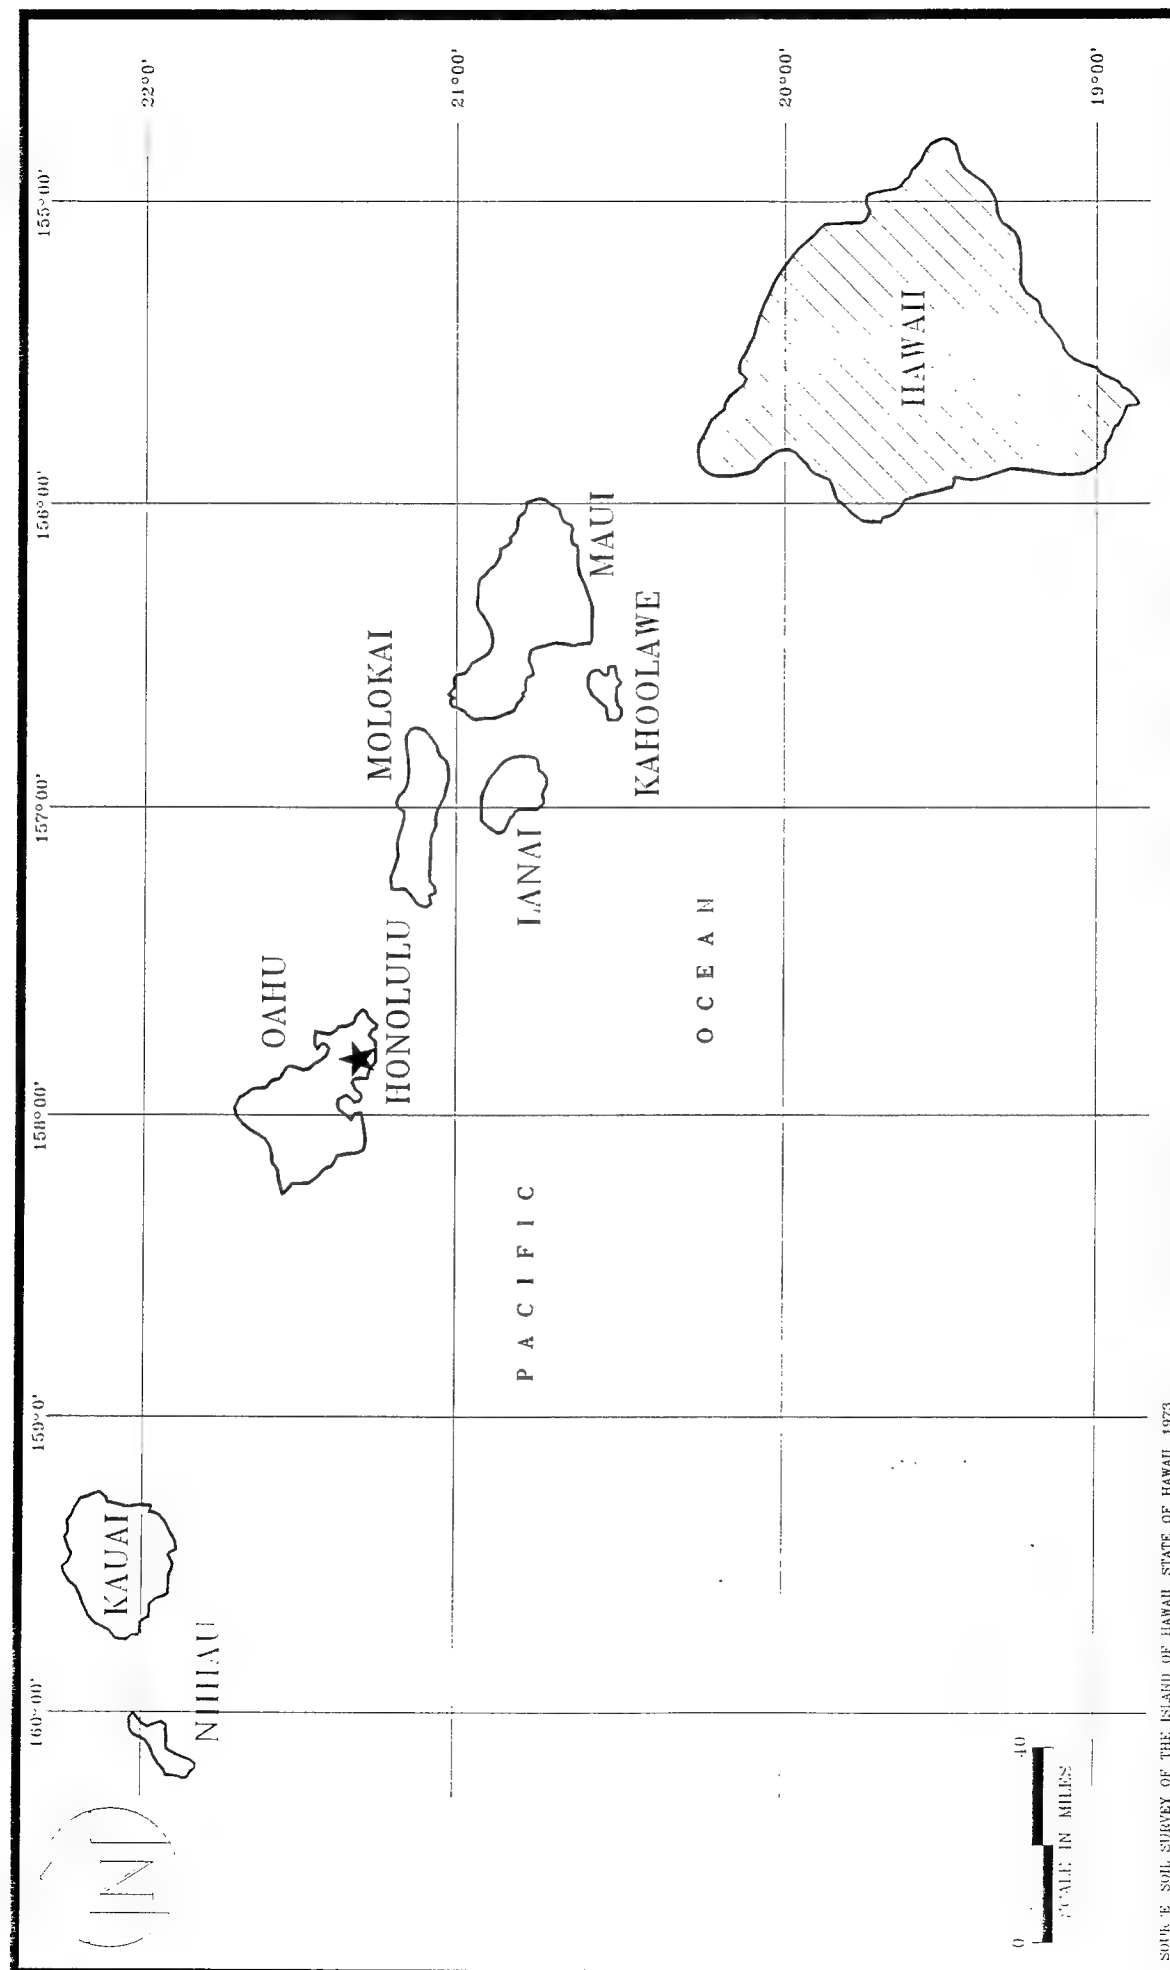 160°00'
159°0'
158°00'
157°00'
156°00'
155°00'
22°0'
21°00'
20°00'
19°00'
N
NIIHAU
KAUAI
OAHU
HONOLULU
MOLOKAI
LANAI
MAUI
KAHOOLAWE
HAWAII
PACIFIC
OCEAN
0 40
SCALE IN MILES
SOURCE SOIL SURVEY OF THE ISLAND OF HAWAII STATE OF HAWAII 1973